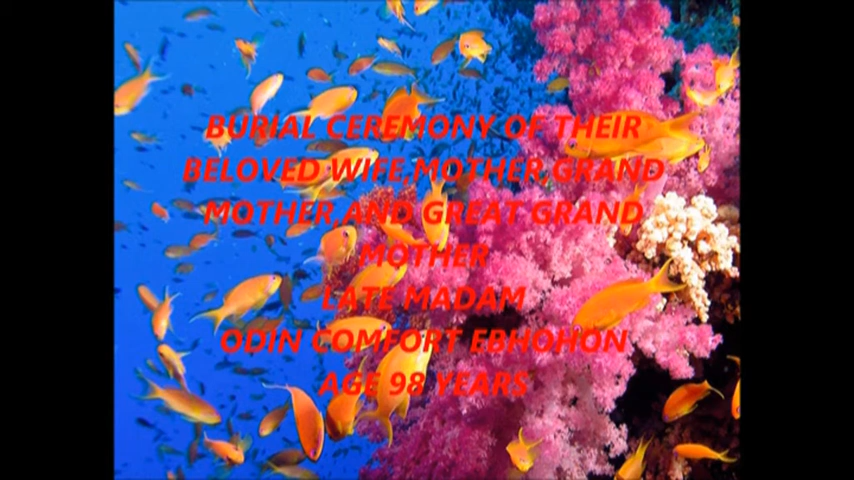 BURIAL CEREMONY OF THEIR
BELOVED WIFE,MOTHER,GRAND
MOTHER,AND GREAT GRAND
MOTHER
LATE MADAM
ODIN COMFORT EBHOHON
AGE 98 YEARS